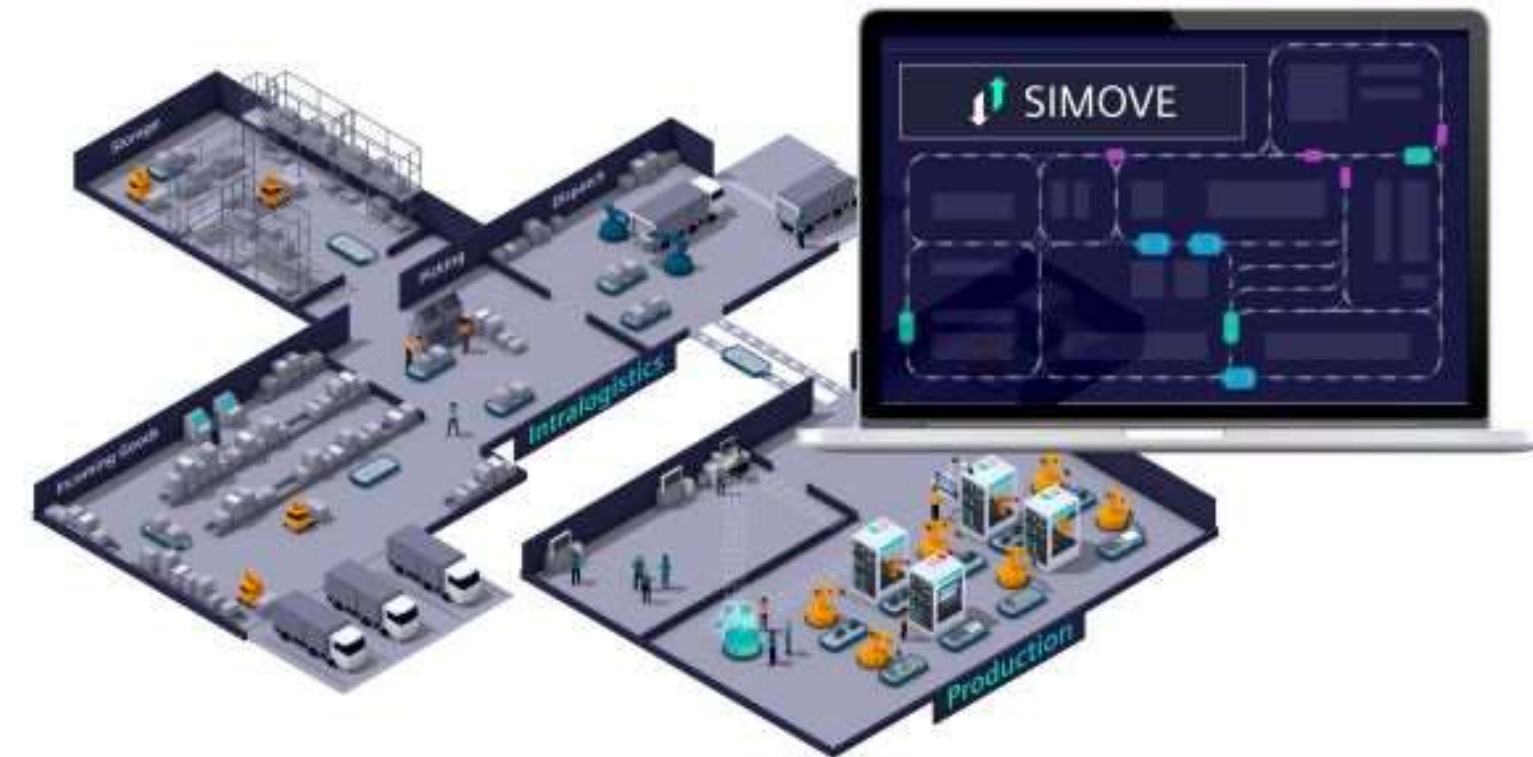 SIMOVE
Storage
Dispatch
Picking
Intralogistics
Incoming Goods
Production